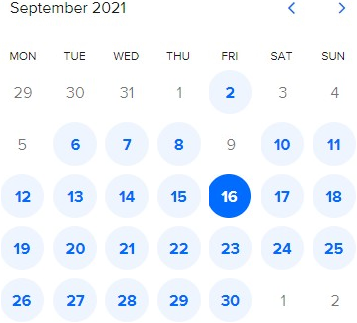 September 2021
MON TUE WED THU FRI SAT SUN
29 30 31 1 2 3 4
5 6 7 8 9 10 11
12 13 14 15 16 17 18
19 20 21 22 23 24 25
26 27 28 29 30 1 2